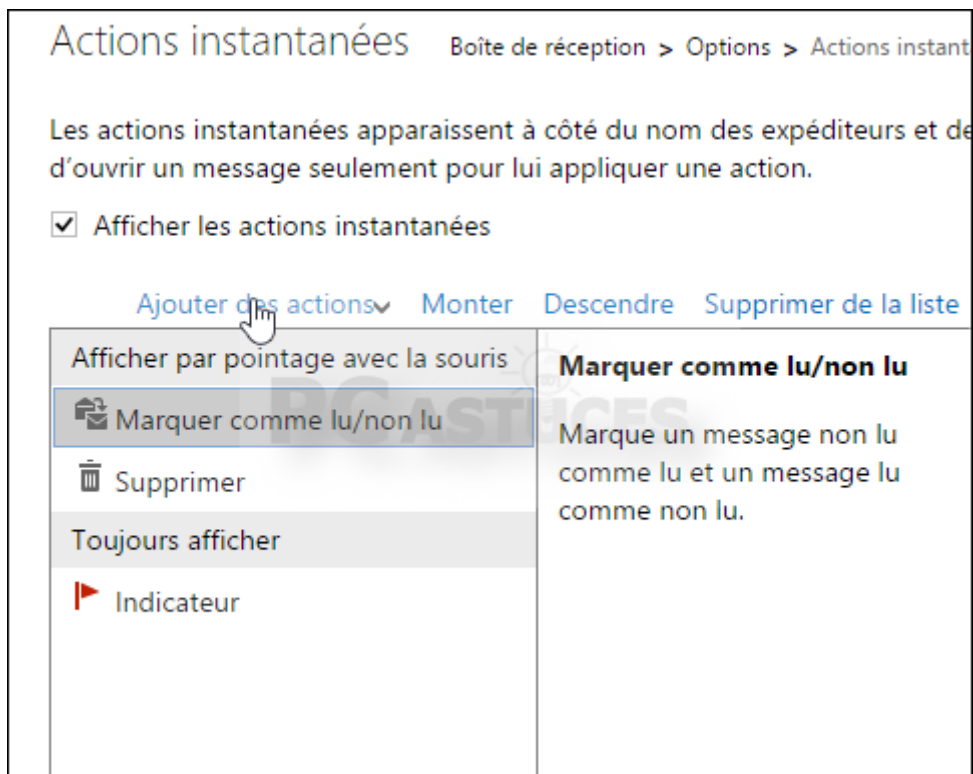 Actions instantanées Boîte de réception > Options > Actions instant
Les actions instantanées apparaissent à côté du nom des expéditeurs et de
d'ouvrir un message seulement pour lui appliquer une action.
Afficher les actions instantanées
Ajouter des actions Monter Descendre Supprimer de la liste
Afficher par pointage avec la souris
Marquer comme lu/non lu
Supprimer
Toujours afficher
Indicateur
Marquer comme lu/non lu
Marque un message non lu
comme lu et un message lu
comme non lu.
PC ASTUCES